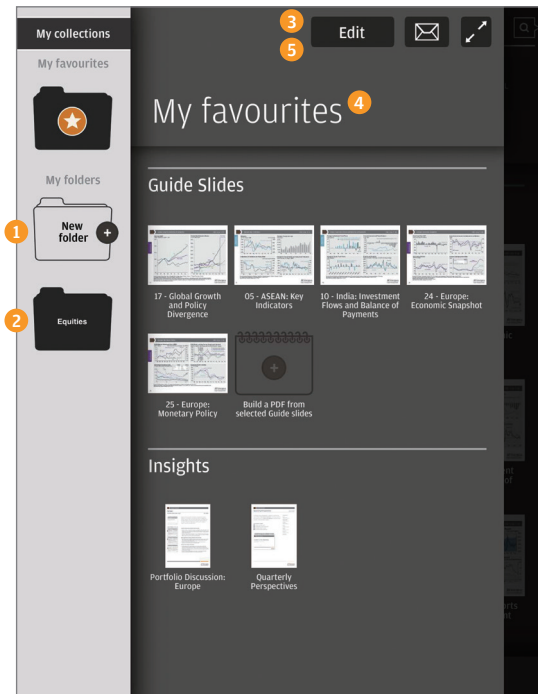 My collections
My favourites
My folders
1
New
folder
+
2
Equities
3
5
Edit
My favourites
4
Guide Slides
17 - Global Growth
and Policy
Divergence
05 - ASEAN: Key
Indicators
10 - India: Investment
Flows and Balance of
Payments
24 - Europe:
Economic Snapshot
25 - Europe:
Monetary Policy
+
Build a PDF from
selected Guide slides
Insights
Portfolio Discussion:
Europe
Quarterly
Perspectives